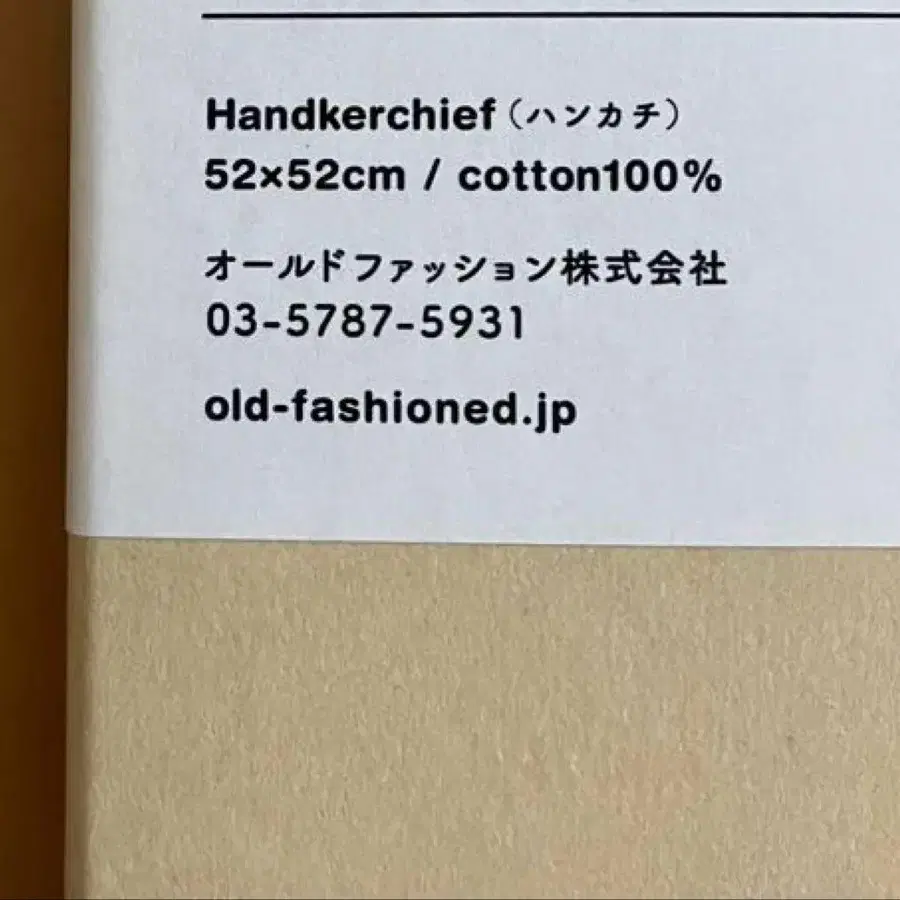 Handkerchief（ハンカチ）
52×52cm / cotton100%
オールドファッション株式会社
03-5787-5931
old-fashioned.jp